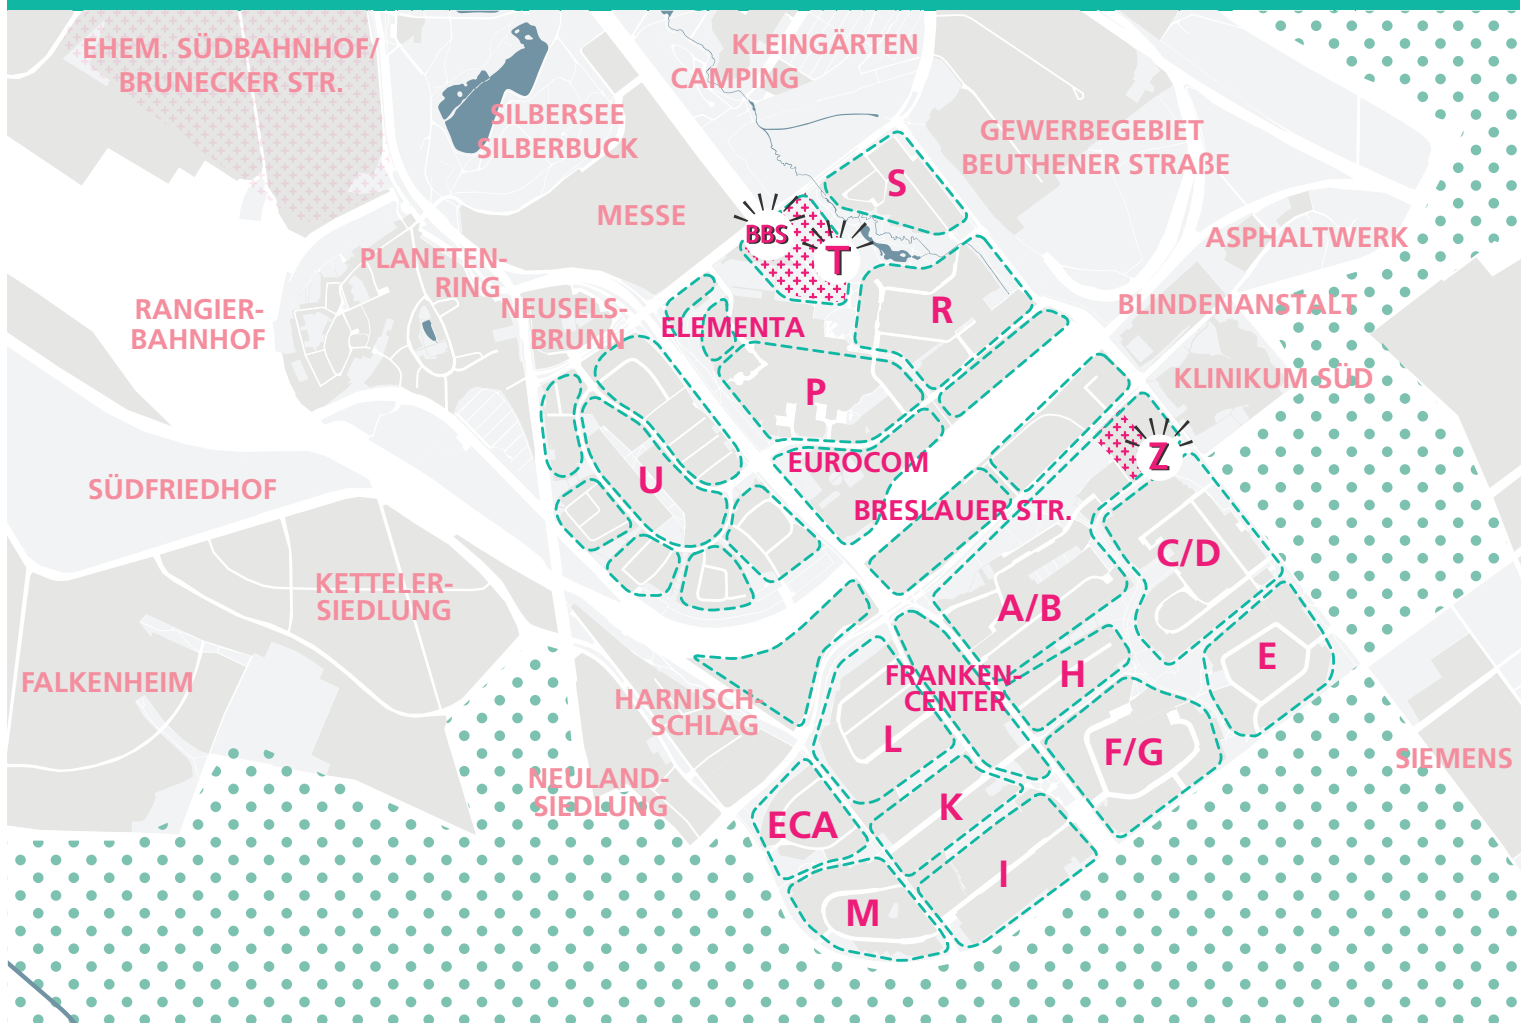 EHEM. SÜDBAHNHOF/
BRUNECKER STR.
KLEINGÄRTEN
CAMPING
SILBERSEE
SILBERBUCK
GEWERBEGEBIET
BEUTHENER STRAßE
S
MESSE
BBS
T
ASPHALTWERK
PLANETEN-
RING
RANGIER-
BAHNHOF
NEUSELS-
BRUNN
ELEMENTA
R
BLINDENANSTALT
P
KLINIKUM SÜD
EUROCOM
Z
U
SÜDFRIEDHOF
BRESLAUER STR.
C/D
KETTELER-
SIEDLUNG
A/B
E
FALKENHEIM
FRANKEN-
CENTER
H
HARNISCH-
SCHLAG
L
F/G
SIEMENS
NEULAND-
SIEDLUNG
K
ECA
I
M